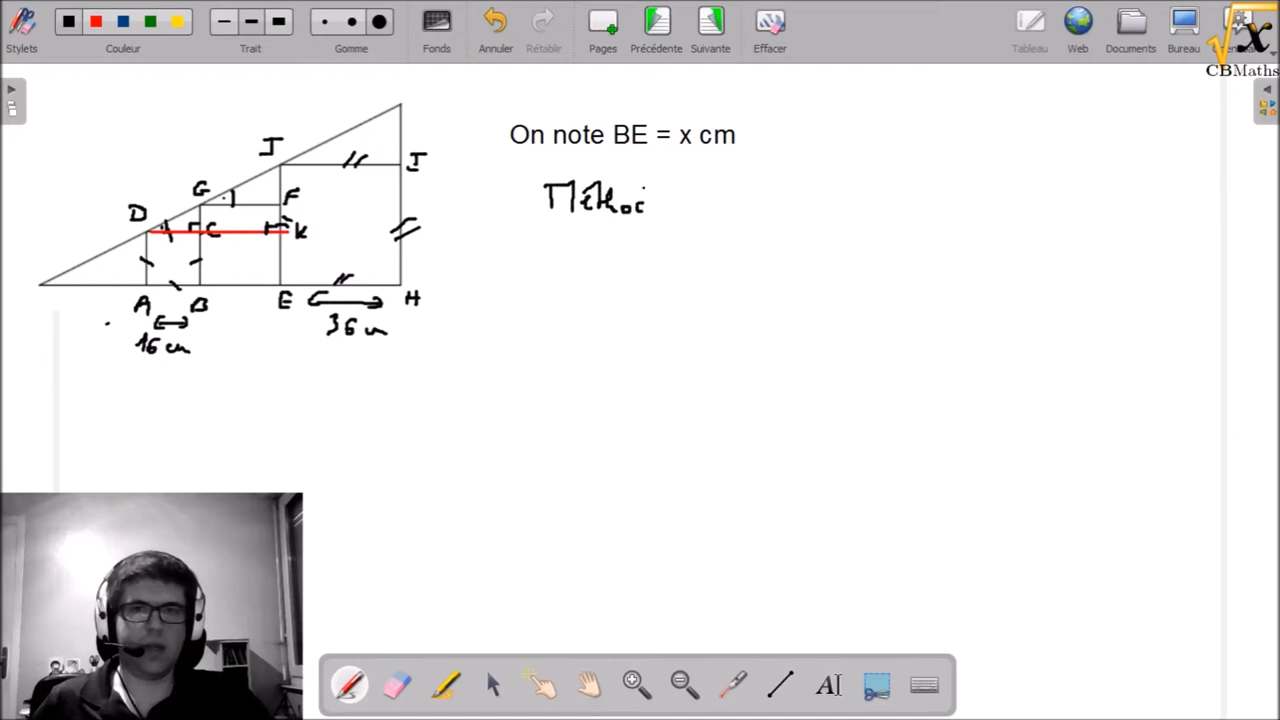 Stylets
Couleur
Trait
Gomme
Fonds
Annuler
Rétablir
Pages
Précédente
Suivante
Effacer
Tableau
Web
Documents
Bureau
CBMaths
On note BE = x cm
Métho
J
I
G
F
D
C
K
A
B
E
H
16 cm
36 cm